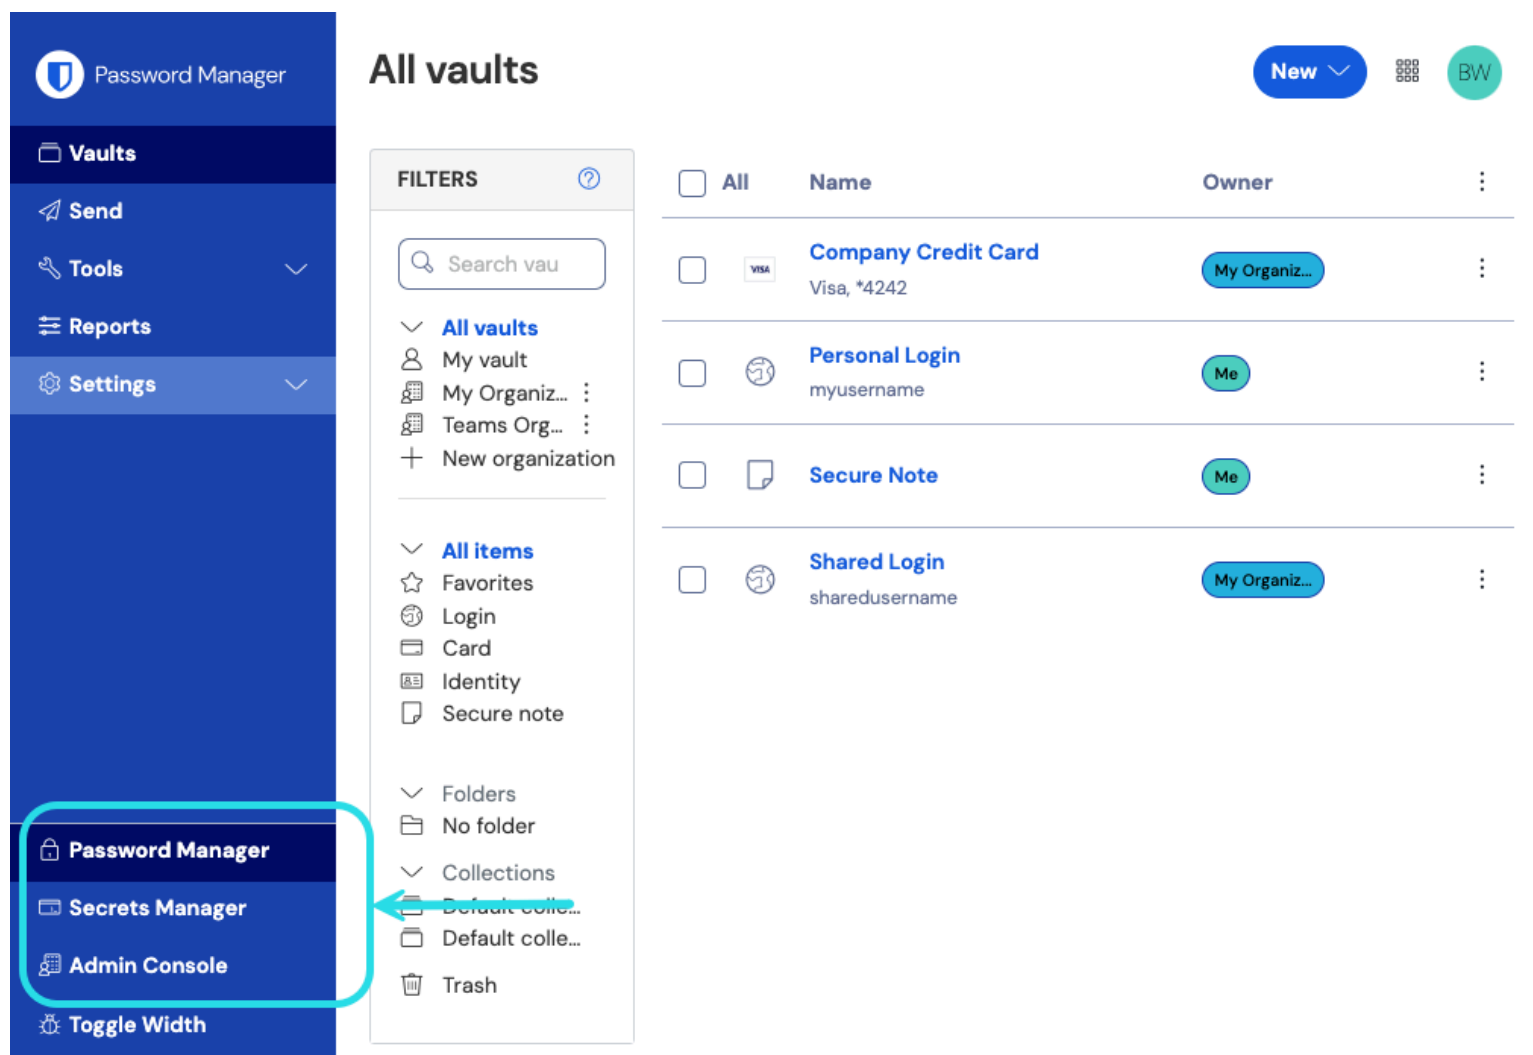 Password Manager
Vaults
Send
Tools
Reports
Settings
Password Manager
Secrets Manager
Admin Console
Toggle Width
All vaults
New
BW
FILTERS
?
Search vau
All vaults
My vault
My Organiz...
Teams Org...
New organization
All items
Favorites
Login
Card
Identity
Secure note
Folders
No folder
Collections
Default colle...
Default colle...
Trash
All Name Owner
VISA
Company Credit Card
Visa, *4242
My Organiz...
Personal Login
myusername
Me
Secure Note
Me
Shared Login
sharedusername
My Organiz...